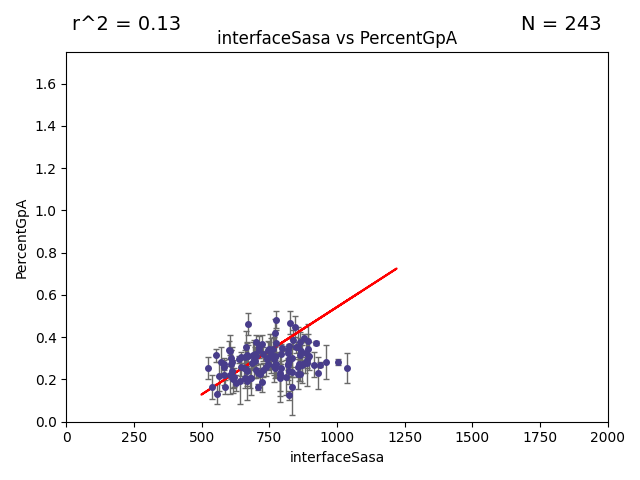 r^2 = 0.13
N = 243
interfaceSasa vs PercentGpA
PercentGpA
1.6
1.4
1.2
1.0
0.8
0.6
0.4
0.2
0.0
0 250 500 750 1000 1250 1500 1750 2000
interfaceSasa